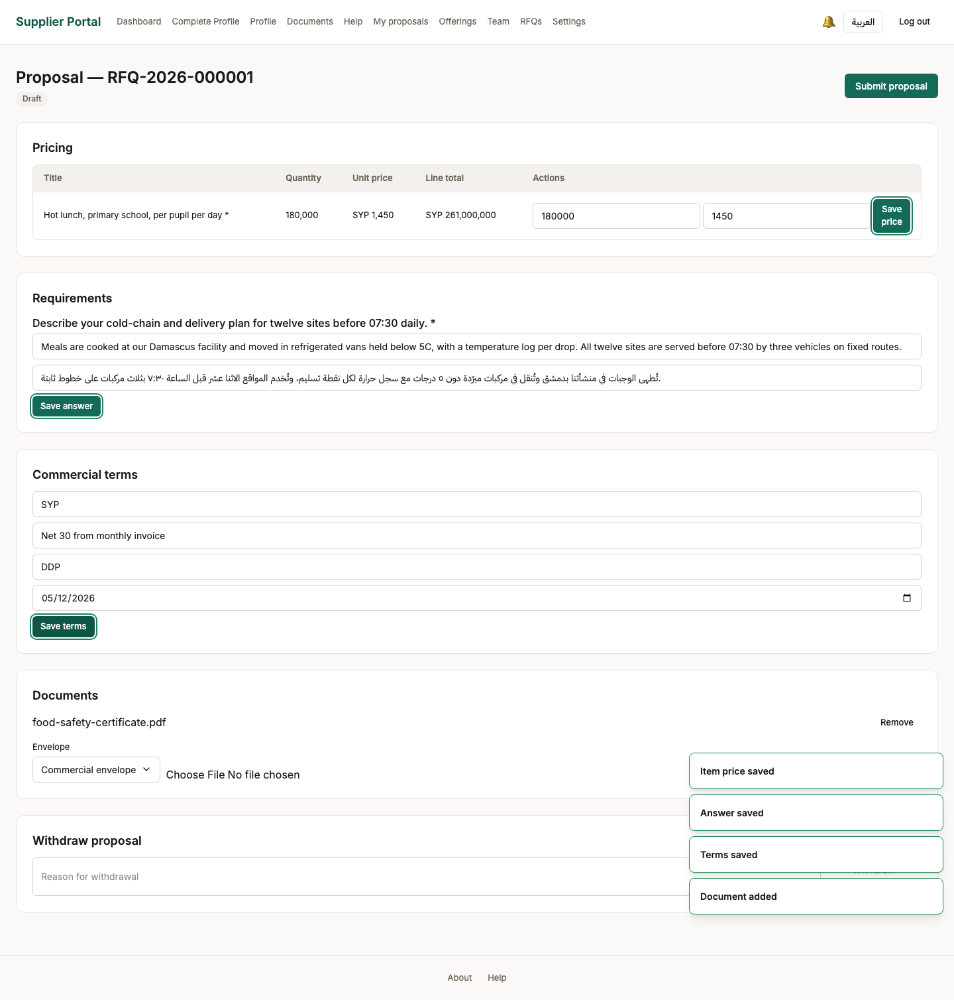 Supplier Portal Dashboard Complete Profile Profile Documents Help My proposals Offerings Team RFQs Settings العربية Log out
Proposal — RFQ-2026-000001
Draft
Submit proposal
Pricing
Title Quantity Unit price Line total Actions
Hot lunch, primary school, per pupil per day * 180,000 SYP 1,450 SYP 261,000,000 180000 1450 Save price
Requirements
Describe your cold-chain and delivery plan for twelve sites before 07:30 daily. *
Meals are cooked at our Damascus facility and moved in refrigerated vans held below 5C, with a temperature log per drop. All twelve sites are served before 07:30 by three vehicles on fixed routes.
تُطهى الوجبات في منشأتنا بدمشق وتُنقل في مركبات مبرّدة دون ٥ درجات مع سجل حرارة لكل نقطة تسليم، وتُخدم المواقع الاثنا عشر قبل الساعة ٧:٣٠ بثلاث مركبات على خطوط ثابتة.
Save answer
Commercial terms
SYP
Net 30 from monthly invoice
DDP
05/12/2026
Save terms
Documents
food-safety-certificate.pdf Remove
Envelope
Commercial envelope Choose File No file chosen
Item price saved
Answer saved
Withdraw proposal
Terms saved
Reason for withdrawal
Document added
About Help